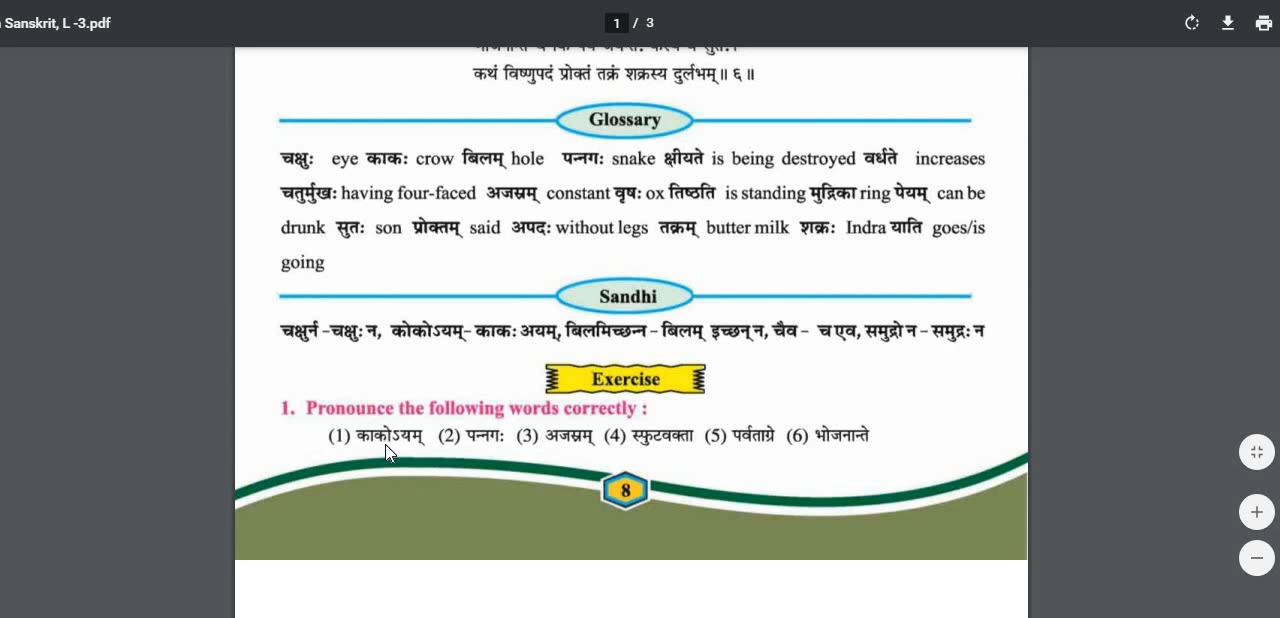 Sanskrit, L -3.pdf
1 / 3
कथं विष्णुपदं प्रोक्तं तक्रं शक्रस्य दुर्लभम् ॥ ६ ॥
Glossary
चक्षुः eye काकः crow बिलम् hole पन्नगः snake क्षीयते is being destroyed वर्धते increases
चतुर्मुखः having four-faced अजस्रम् constant वृषः ox तिष्ठति is standing मुद्रिका ring पेयम् can be
drunk सुतः son प्रोक्तम् said अपदः without legs तक्रम् butter milk शक्रः Indra याति goes/is
going
Sandhi
चक्षुर्न -चक्षुः न, कोकोऽयम्- काकः अयम्, बिलमिच्छन्न - बिलम् इच्छन् न, चैव - च एव, समुद्रो न - समुद्रः न
Exercise
1. Pronounce the following words correctly :
(1) काकोऽयम् (2) पन्नगः (3) अजस्रम् (4) स्फुटवक्ता (5) पर्वताग्रे (6) भोजनान्ते
8